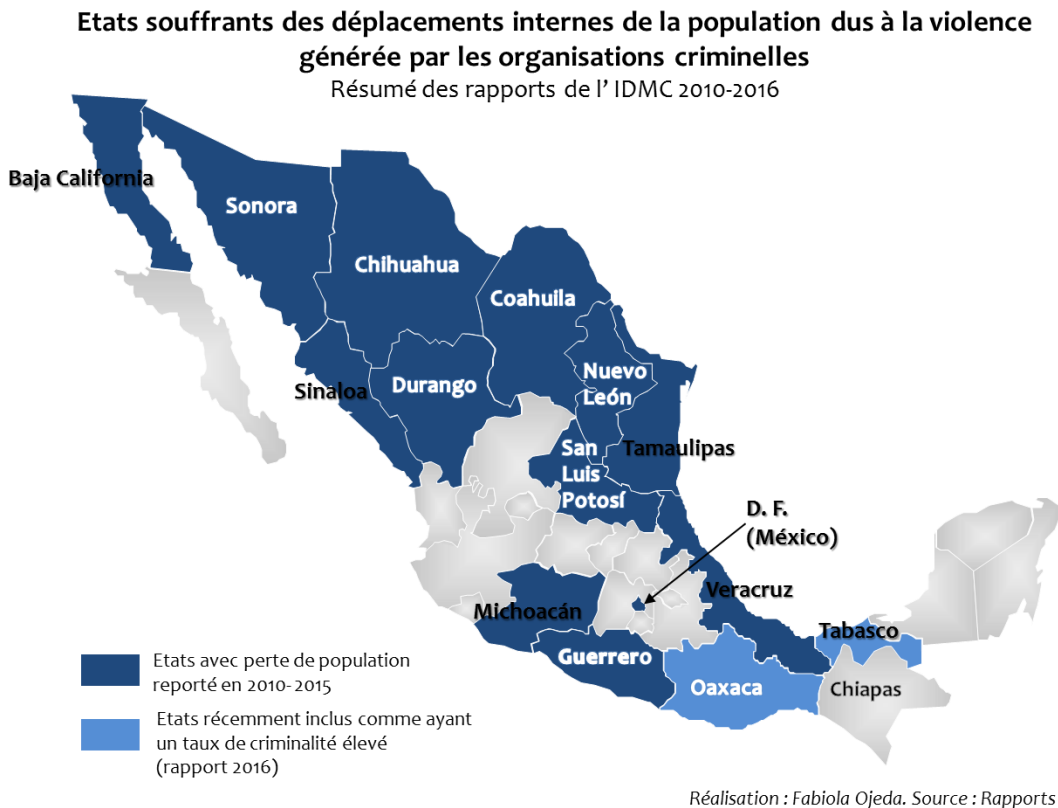 Etats souffrants des déplacements internes de la population dus à la violence
générée par les organisations criminelles
Résumé des rapports de l' IDMC 2010-2016
Baja California
Sonora
Chihuahua
Coahuila
Nuevo
León
Sinaloa
Durango
Tamaulipas
San
Luis
Potosí
D. F.
(México)
Michoacán
Veracruz
Tabasco
Guerrero
Oaxaca
Chiapas
Etats avec perte de population
reporté en 2010-2015
Etats récemment inclus comme ayant
un taux de criminalité élevé
(rapport 2016)
Réalisation : Fabiola Ojeda. Source : Rapports